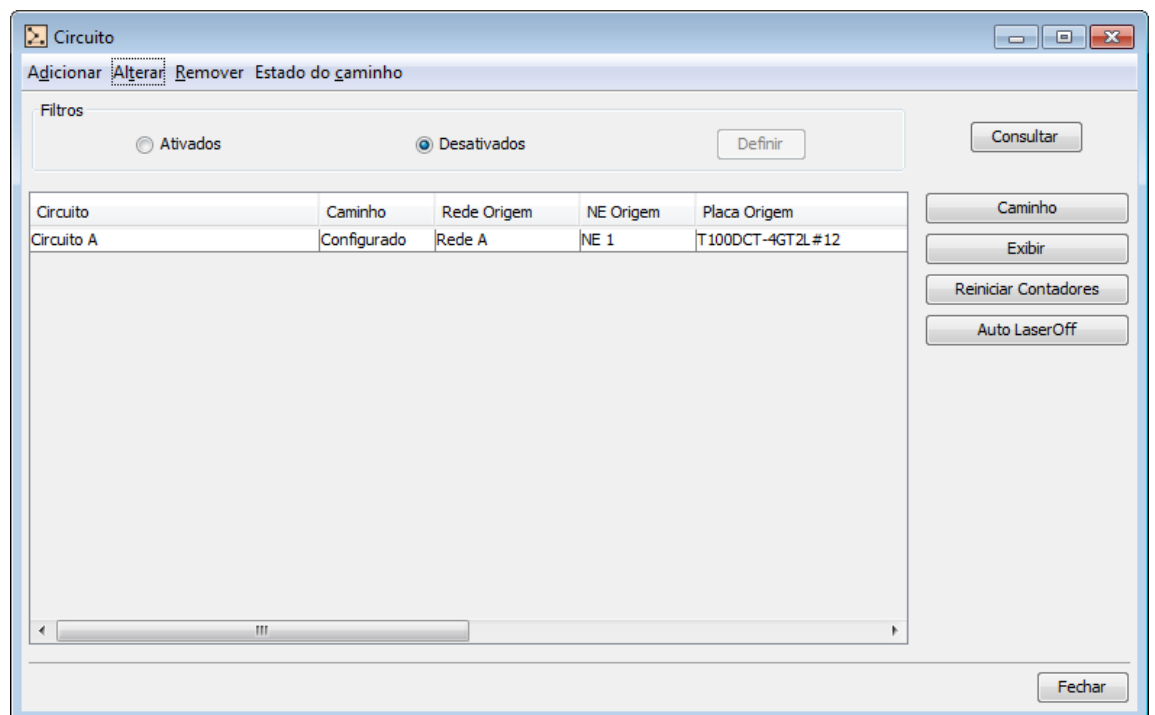 Circuito
Adicionar Alterar Remover Estado do caminho
Filtros
Ativados Desativados Definir Consultar
Circuito Caminho Rede Origem NE Origem Placa Origem
Circuito A Configurado Rede A NE 1 T100DCT-4GT2L#12
Caminho
Exibir
Reiniciar Contadores
Auto LaserOff
Fechar